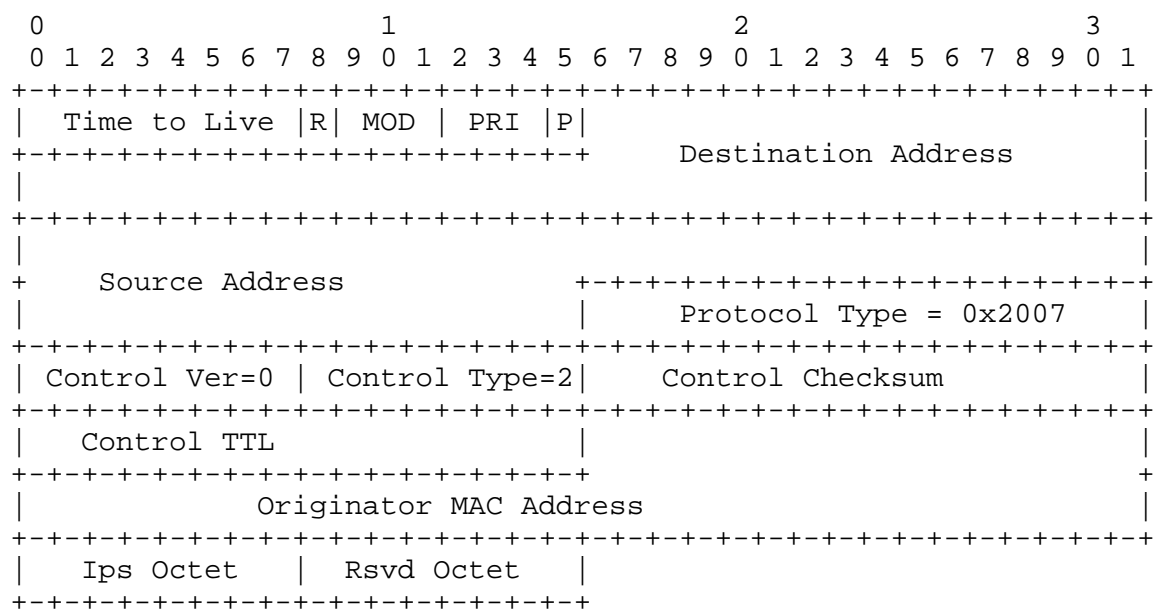 0                   1                   2                   3
 0 1 2 3 4 5 6 7 8 9 0 1 2 3 4 5 6 7 8 9 0 1 2 3 4 5 6 7 8 9 0 1
+-+-+-+-+-+-+-+-+-+-+-+-+-+-+-+-+-+-+-+-+-+-+-+-+-+-+-+-+-+-+-+-+
|  Time to Live |R| MOD | PRI |P|                               |
+-+-+-+-+-+-+-+-+-+-+-+-+-+-+-+-+     Destination Address       |
|                                                               |
+-+-+-+-+-+-+-+-+-+-+-+-+-+-+-+-+-+-+-+-+-+-+-+-+-+-+-+-+-+-+-+-+
|                                                               |
+    Source Address             +-+-+-+-+-+-+-+-+-+-+-+-+-+-+-+-+
|                               |     Protocol Type = 0x2007    |
+-+-+-+-+-+-+-+-+-+-+-+-+-+-+-+-+-+-+-+-+-+-+-+-+-+-+-+-+-+-+-+-+
| Control Ver=0 | Control Type=2|    Control Checksum           |
+-+-+-+-+-+-+-+-+-+-+-+-+-+-+-+-+-+-+-+-+-+-+-+-+-+-+-+-+-+-+-+-+
|   Control TTL                 |                               |
+-+-+-+-+-+-+-+-+-+-+-+-+-+-+-+-+                               +
|             Originator MAC Address                            |
+-+-+-+-+-+-+-+-+-+-+-+-+-+-+-+-+-+-+-+-+-+-+-+-+-+-+-+-+-+-+-+-+
|   Ips Octet   |  Rsvd Octet   |
+-+-+-+-+-+-+-+-+-+-+-+-+-+-+-+-+